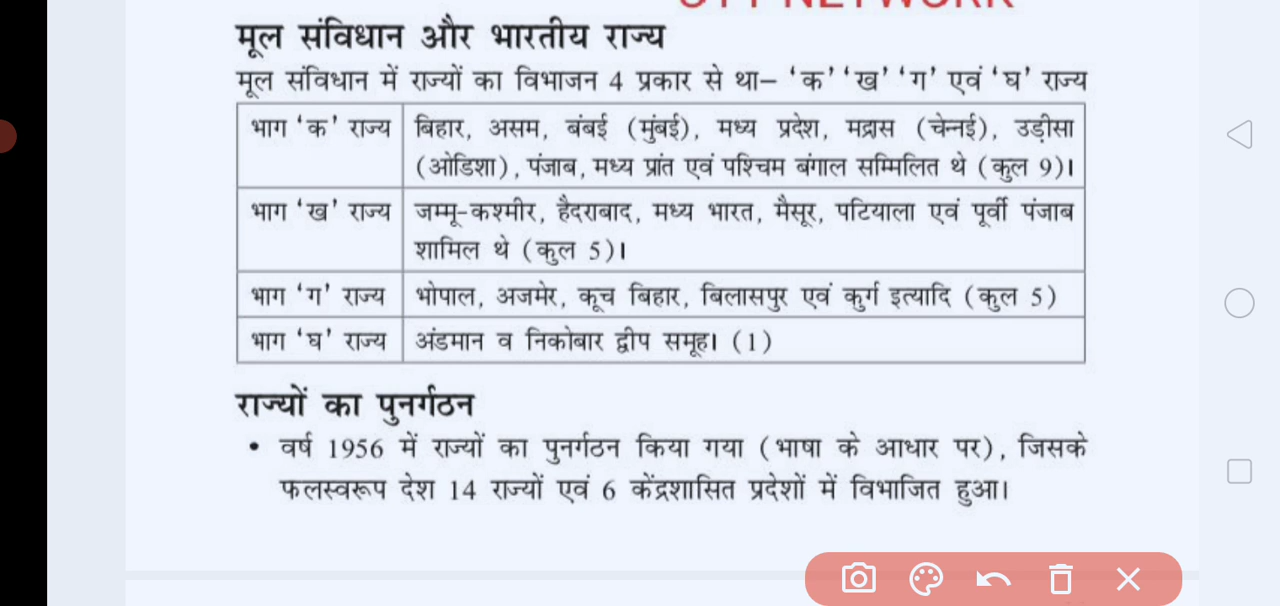 मूल संविधान और भारतीय राज्य
मूल संविधान में राज्यों का विभाजन 4 प्रकार से था– ‘क’ ‘ख’ ‘ग’ एवं ‘घ’ राज्य
भाग ‘क’ राज्य
बिहार, असम, बंबई (मुंबई), मध्य प्रदेश, मद्रास (चेन्नई), उड़ीसा
(ओडिशा), पंजाब, मध्य प्रांत एवं पश्चिम बंगाल सम्मिलित थे (कुल 9)।
भाग ‘ख’ राज्य
जम्मू-कश्मीर, हैदराबाद, मध्य भारत, मैसूर, पटियाला एवं पूर्वी पंजाब
शामिल थे (कुल 5)।
भाग ‘ग’ राज्य
भोपाल, अजमेर, कूच बिहार, बिलासपुर एवं कुर्ग इत्यादि (कुल 5)
भाग ‘घ’ राज्य
अंडमान व निकोबार द्वीप समूह। (1)
राज्यों का पुनर्गठन
• वर्ष 1956 में राज्यों का पुनर्गठन किया गया (भाषा के आधार पर), जिसके
फलस्वरूप देश 14 राज्यों एवं 6 केंद्रशासित प्रदेशों में विभाजित हुआ।